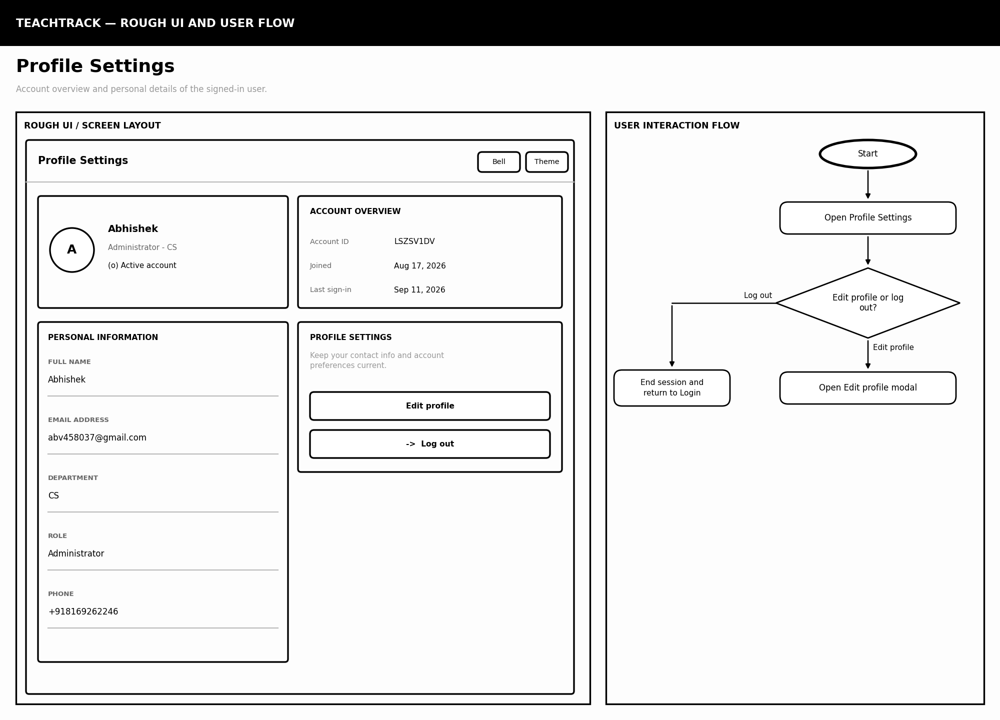 TEACHTRACK — ROUGH UI AND USER FLOW
Profile Settings
Account overview and personal details of the signed-in user.
ROUGH UI / SCREEN LAYOUT
Profile Settings
Bell
Theme
A
Abhishek
Administrator - CS
(o) Active account
ACCOUNT OVERVIEW
Account ID LSZSV1DV
Joined Aug 17, 2026
Last sign-in Sep 11, 2026
PERSONAL INFORMATION
FULL NAME
Abhishek
EMAIL ADDRESS
abv458037@gmail.com
DEPARTMENT
CS
ROLE
Administrator
PHONE
+918169262246
PROFILE SETTINGS
Keep your contact info and account
preferences current.
Edit profile
-> Log out
USER INTERACTION FLOW
Start
Open Profile Settings
Edit profile or log
out?
Log out
Edit profile
End session and
return to Login
Open Edit profile modal